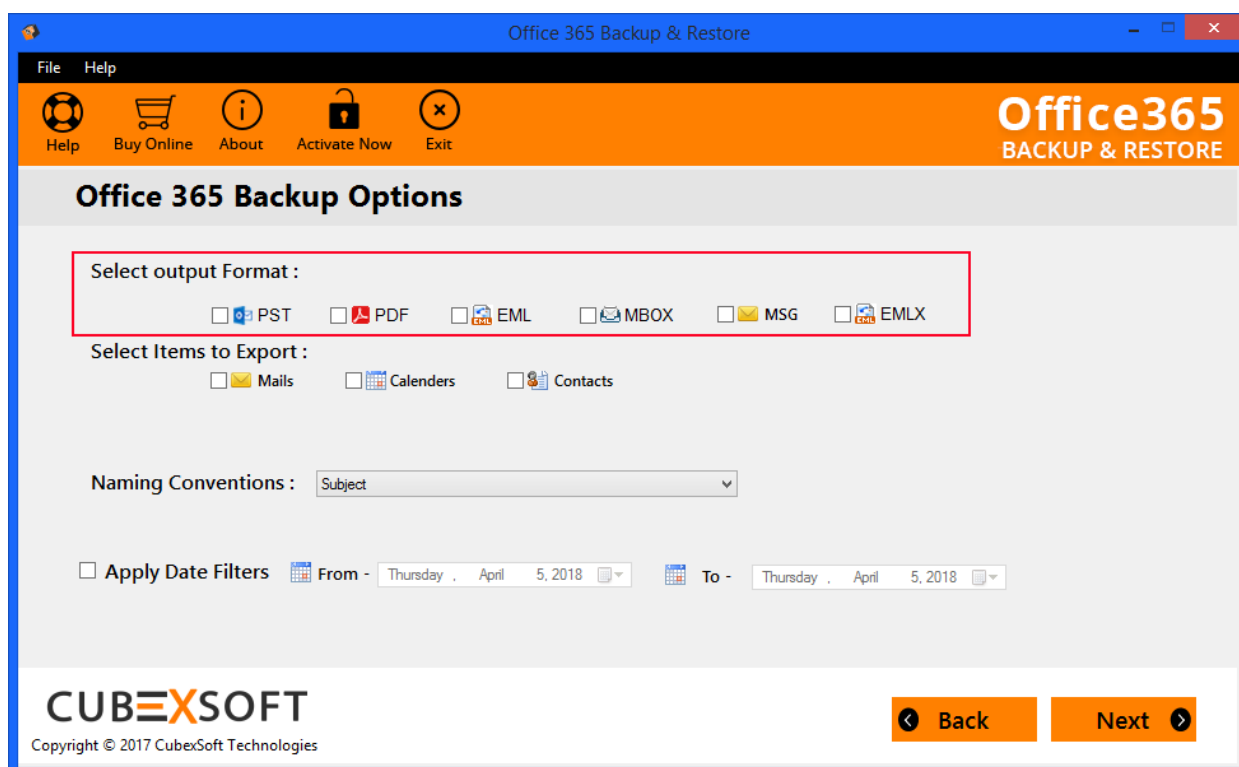 Office 365 Backup & Restore
File Help
Help Buy Online About Activate Now Exit
Office365
BACKUP & RESTORE
Office 365 Backup Options
Select output Format :
PST PDF EML MBOX MSG EMLX
Select Items to Export :
Mails Calenders Contacts
Naming Conventions : Subject
Apply Date Filters From - Thursday , April 5, 2018 To - Thursday , April 5, 2018
CUBEXSOFT
Copyright © 2017 CubexSoft Technologies
Back Next